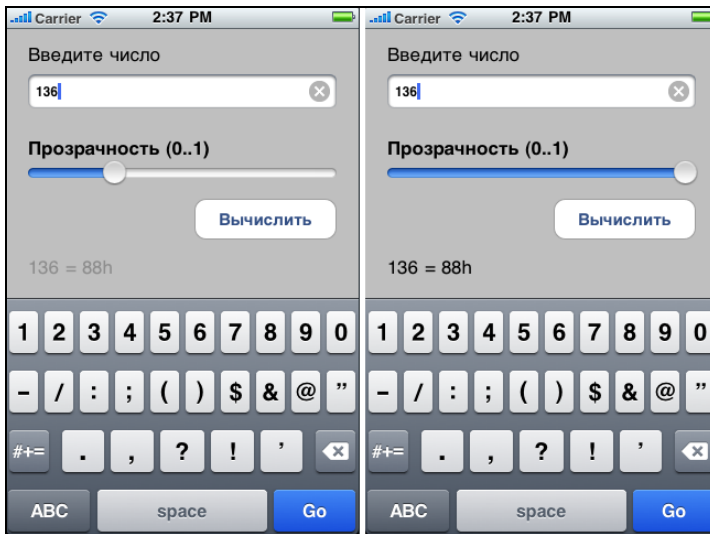 Carrier 2:37 PM
Введите число
136
Прозрачность (0..1)
Вычислить
136 = 88h
1 2 3 4 5 6 7 8 9 0
- / : ; ( ) $ & @ "
#+= . , ? ! '
ABC space Go
Carrier 2:37 PM
Введите число
136
Прозрачность (0..1)
Вычислить
136 = 88h
1 2 3 4 5 6 7 8 9 0
- / : ; ( ) $ & @ "
#+= . , ? ! '
ABC space Go